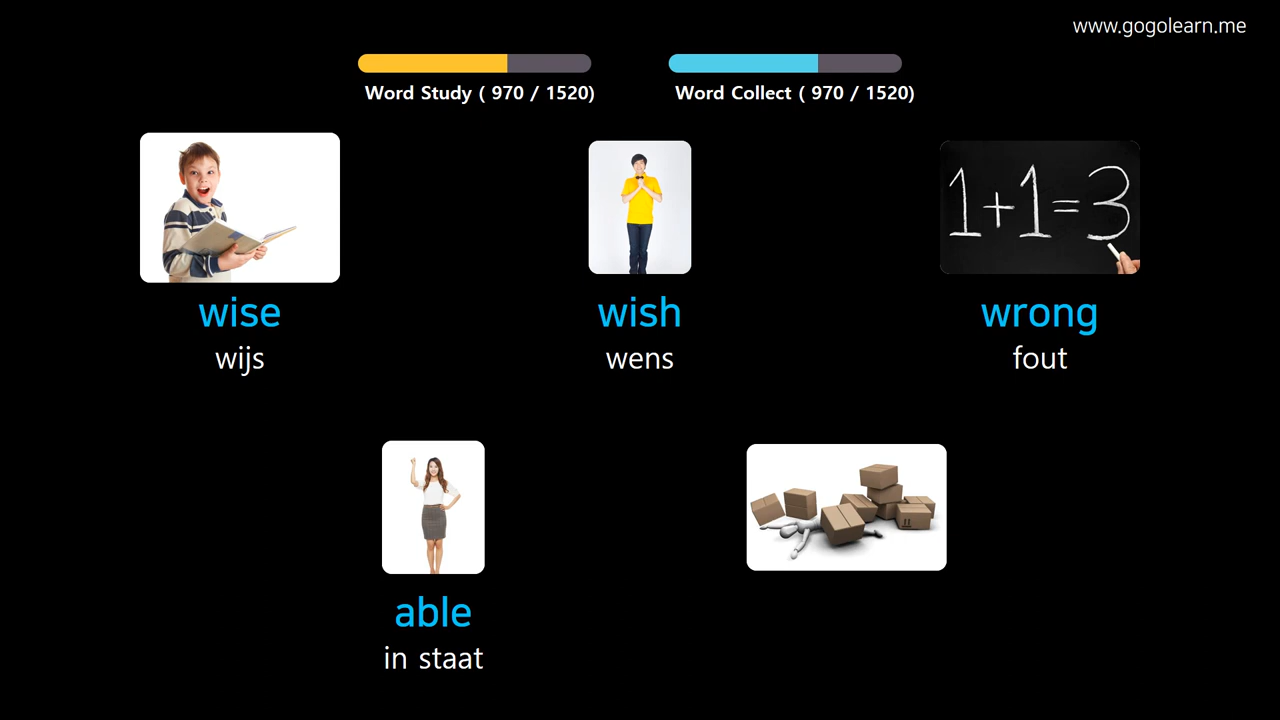 www.gogolearn.me
Word Study ( 970 / 1520)
Word Collect ( 970 / 1520)
1+1=3
wise
wish
wrong
wijs
wens
fout
able
in staat